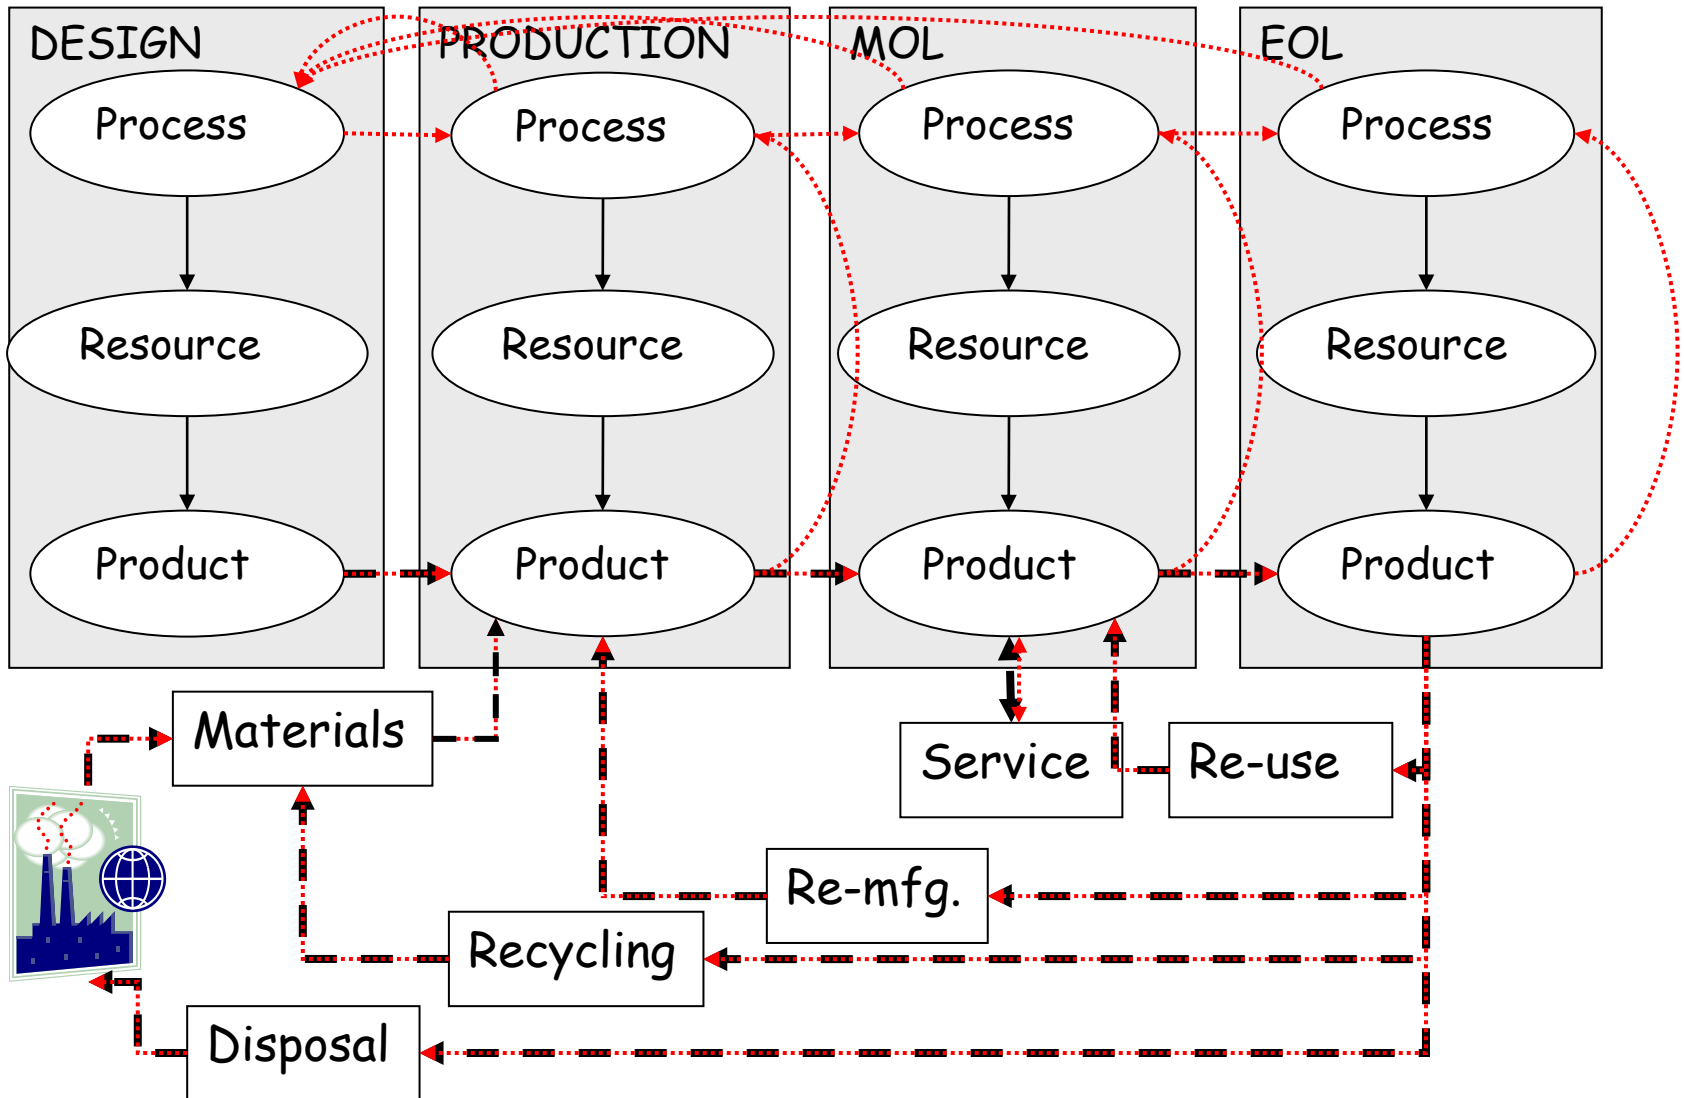 DESIGN
PRODUCTION
MOL
EOL
Process
Process
Process
Process
Resource
Resource
Resource
Resource
Product
Product
Product
Product
Materials
Service
Re-use
Re-mfg.
Recycling
Disposal